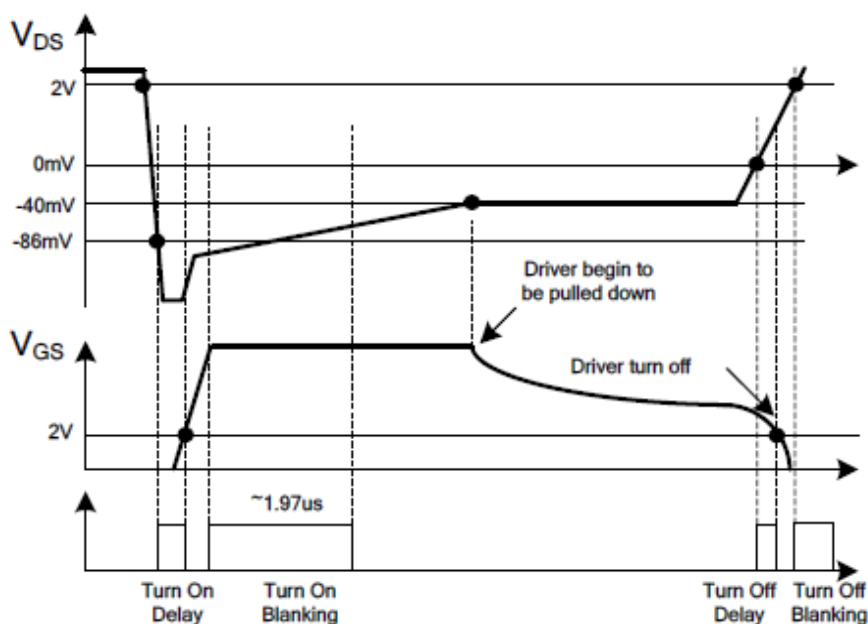 VDS
2V
0mV
-40mV
-86mV
Driver begin to
be pulled down
VGS
Driver turn off
2V
~1.97us
Turn On
Delay
Turn On
Blanking
Turn Off
Delay
Turn Off
Blanking